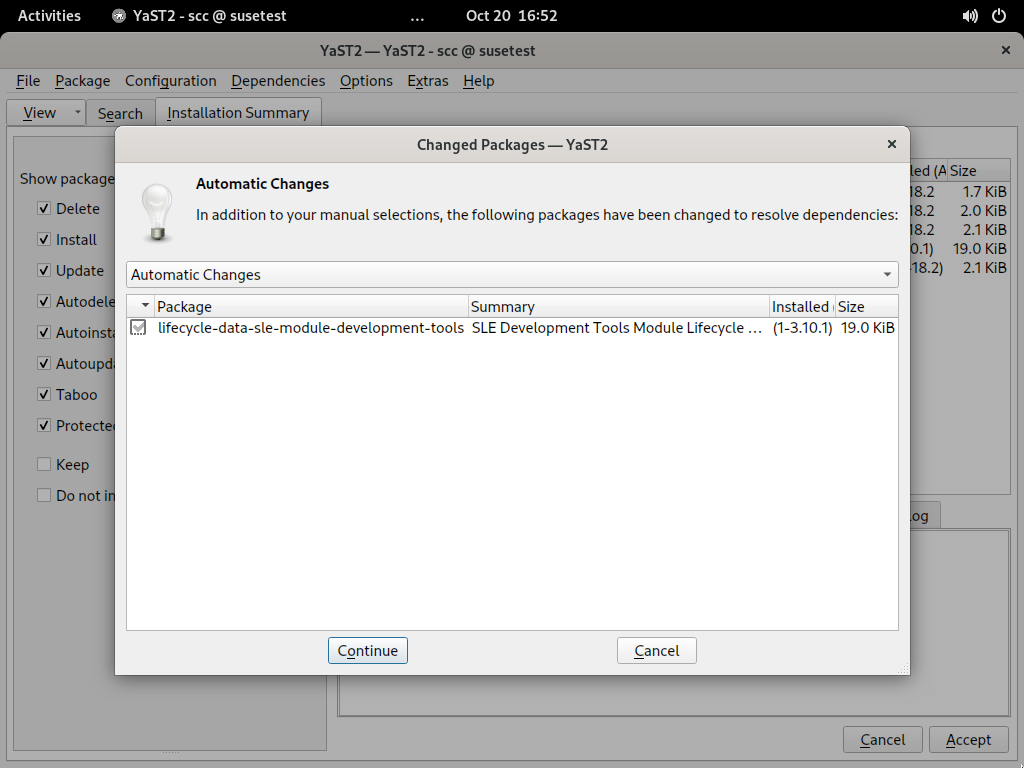 Activities YaST2 - scc @ susetest ... Oct 20 16:52
YaST2 — YaST2 - scc @ susetest
File Package Configuration Dependencies Options Extras Help
View Search Installation Summary
Changed Packages — YaST2
Automatic Changes
In addition to your manual selections, the following packages have been changed to resolve dependencies:
Automatic Changes
Package Summary Installed Size
lifecycle-data-sle-module-development-tools SLE Development Tools Module Lifecycle ... (1-3.10.1) 19.0 KiB
Continue Cancel
Show package
Delete
Install
Update
Autodele
Autoinsta
Autoupda
Taboo
Protected
Keep
Do not in
led (A Size
18.2 1.7 KiB
18.2 2.0 KiB
18.2 2.1 KiB
0.1) 19.0 KiB
-18.2) 2.1 KiB
og
Cancel Accept